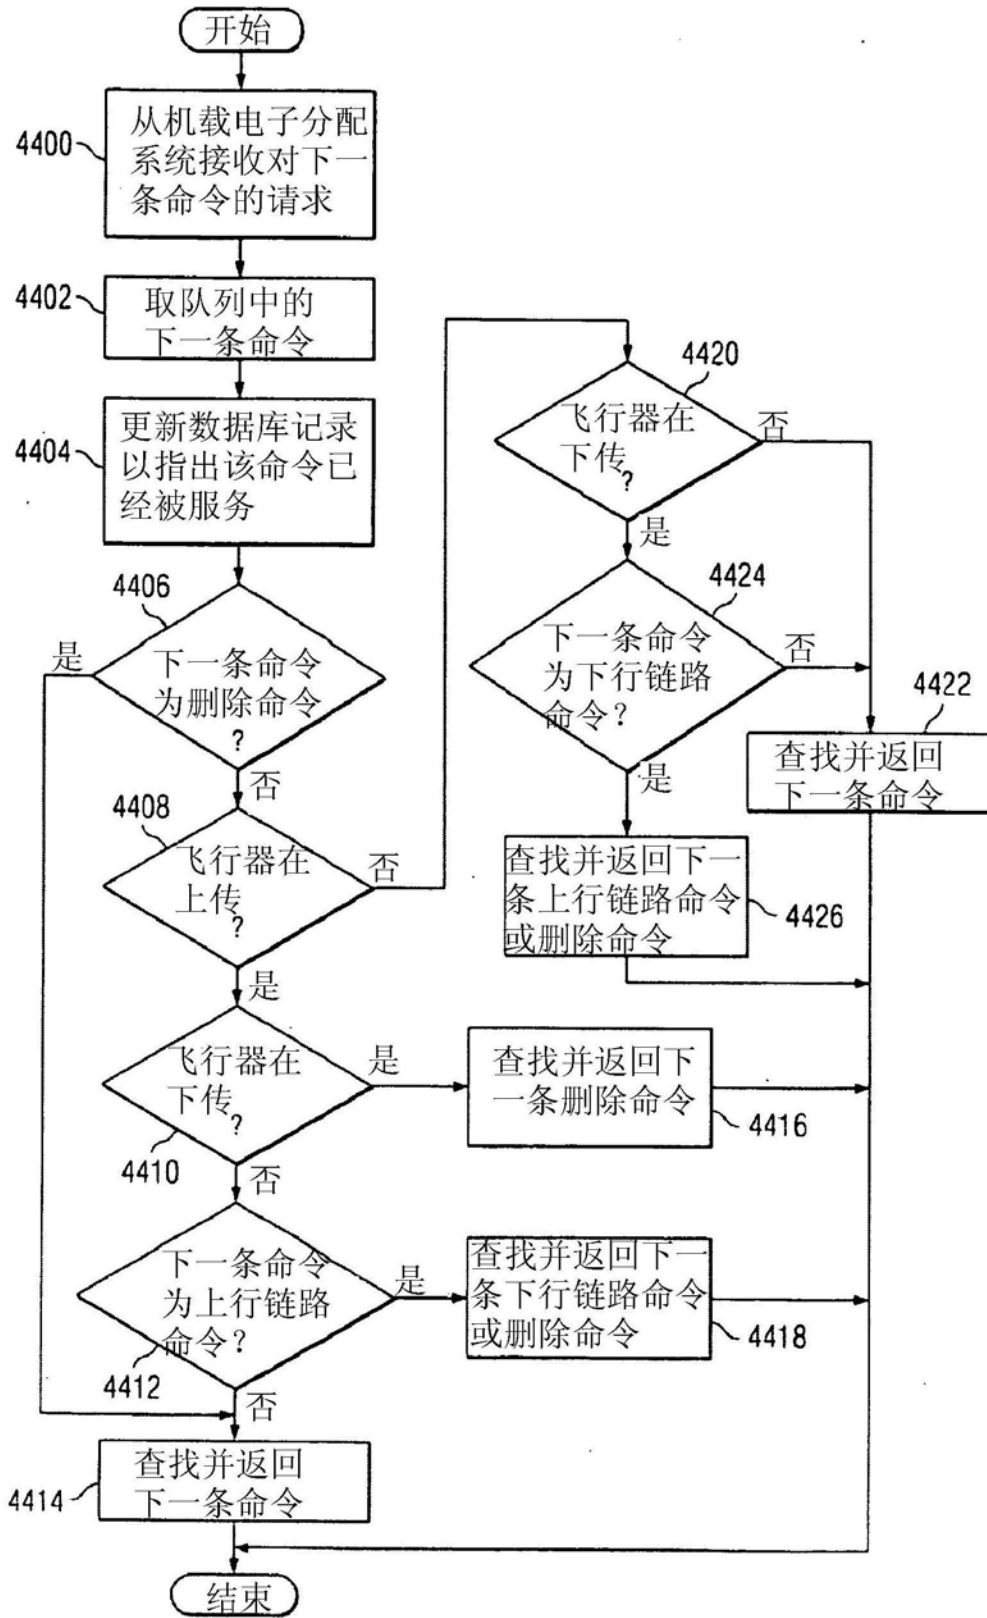 开始
4400
从机载电子分配
系统接收对下一
条命令的请求
4402
取队列中的
下一条命令
4404
更新数据库记录
以指出该命令已
经被服务
4406
是
下一条命令
为删除命令
?
否
4408
飞行器在
上传
?
否
是
飞行器在
下传
?
4410
是
查找并返回下
一条删除命令
4416
否
下一条命令
为上行链路
命令?
4412
是
查找并返回下一
条下行链路命令
或删除命令
4418
否
4414
查找并返回
下一条命令
结束
4420
飞行器在
下传
?
否
是
4424
下一条命令
为下行链路
命令?
否
是
4422
查找并返回
下一条命令
查找并返回下一
条上行链路命令
或删除命令
4426